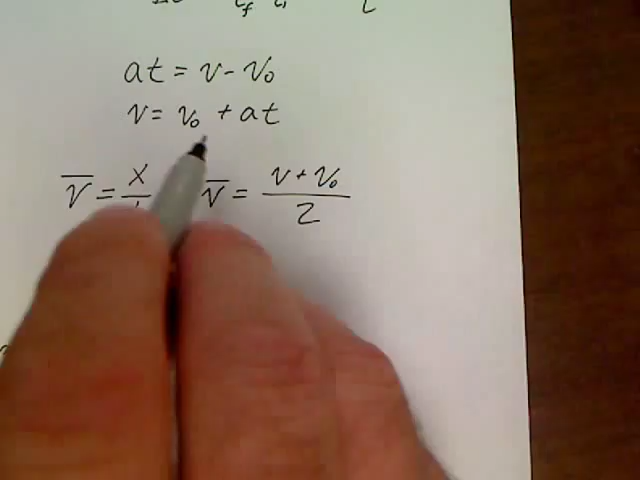 at = v - v₀
v = v₀ + at
v̅ = x/ v̅ = (v + v₀)/2